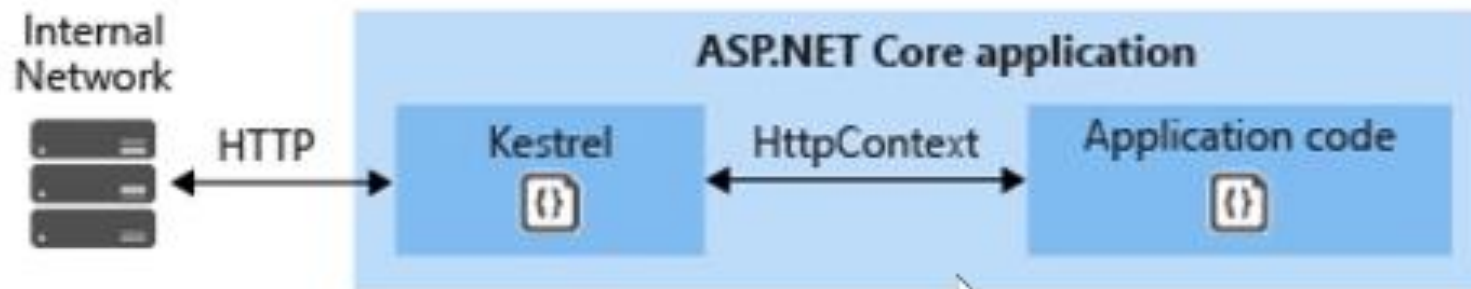 Internal
Network
ASP.NET Core application
HTTP
Kestrel
HttpContext
Application code
{}
{}